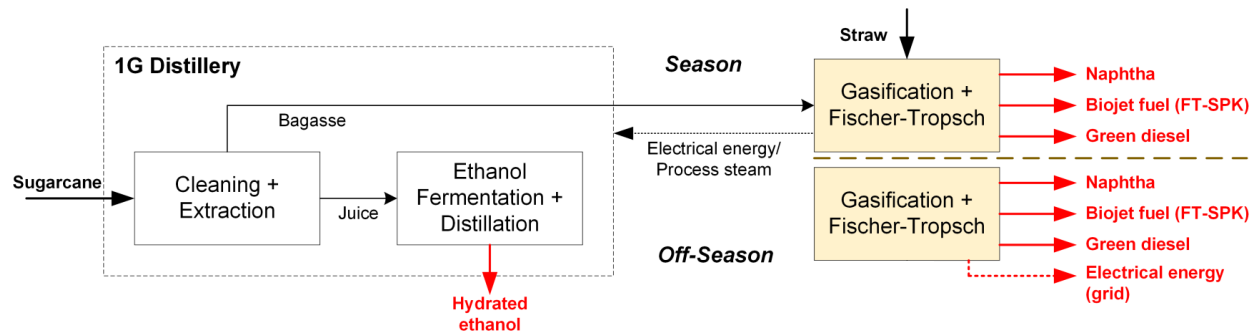 Straw
1G Distillery
Season
Gasification +
Fischer-Tropsch
Naphtha
Biojet fuel (FT-SPK)
Green diesel
Bagasse
Electrical energy/
Process steam
Sugarcane
Cleaning +
Extraction
Juice
Ethanol
Fermentation +
Distillation
Hydrated
ethanol
Off-Season
Gasification +
Fischer-Tropsch
Naphtha
Biojet fuel (FT-SPK)
Green diesel
Electrical energy
(grid)